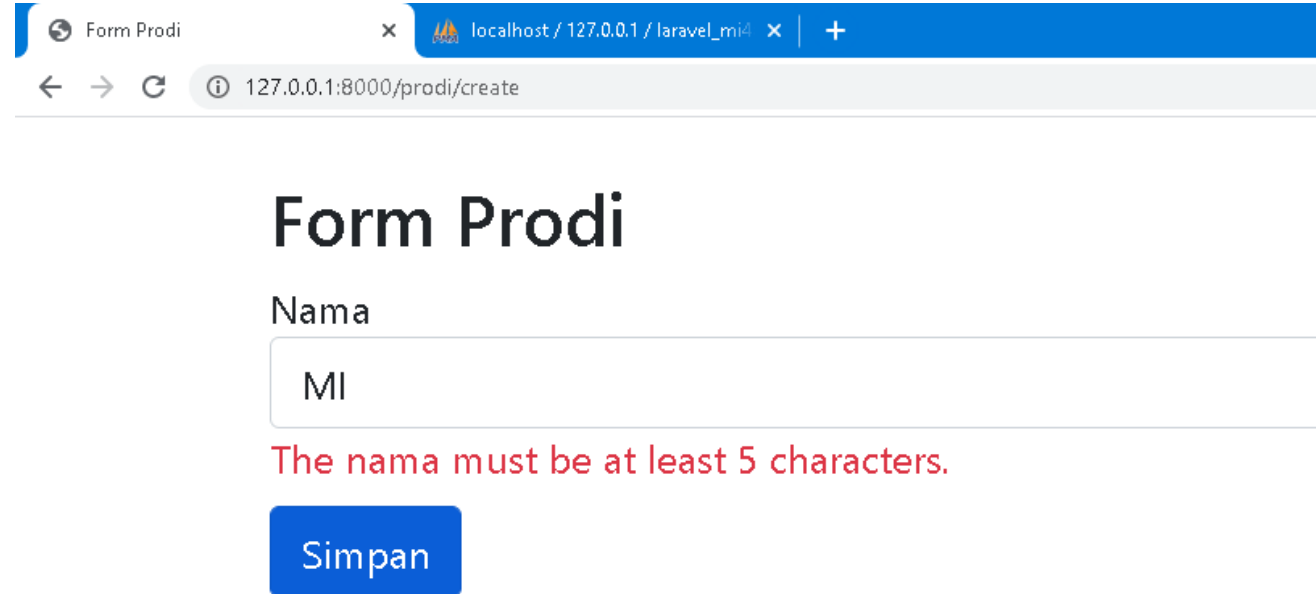 Form Prodi
localhost / 127.0.0.1 / laravel_mi4
127.0.0.1:8000/prodi/create
Form Prodi
Nama
MI
The nama must be at least 5 characters.
Simpan